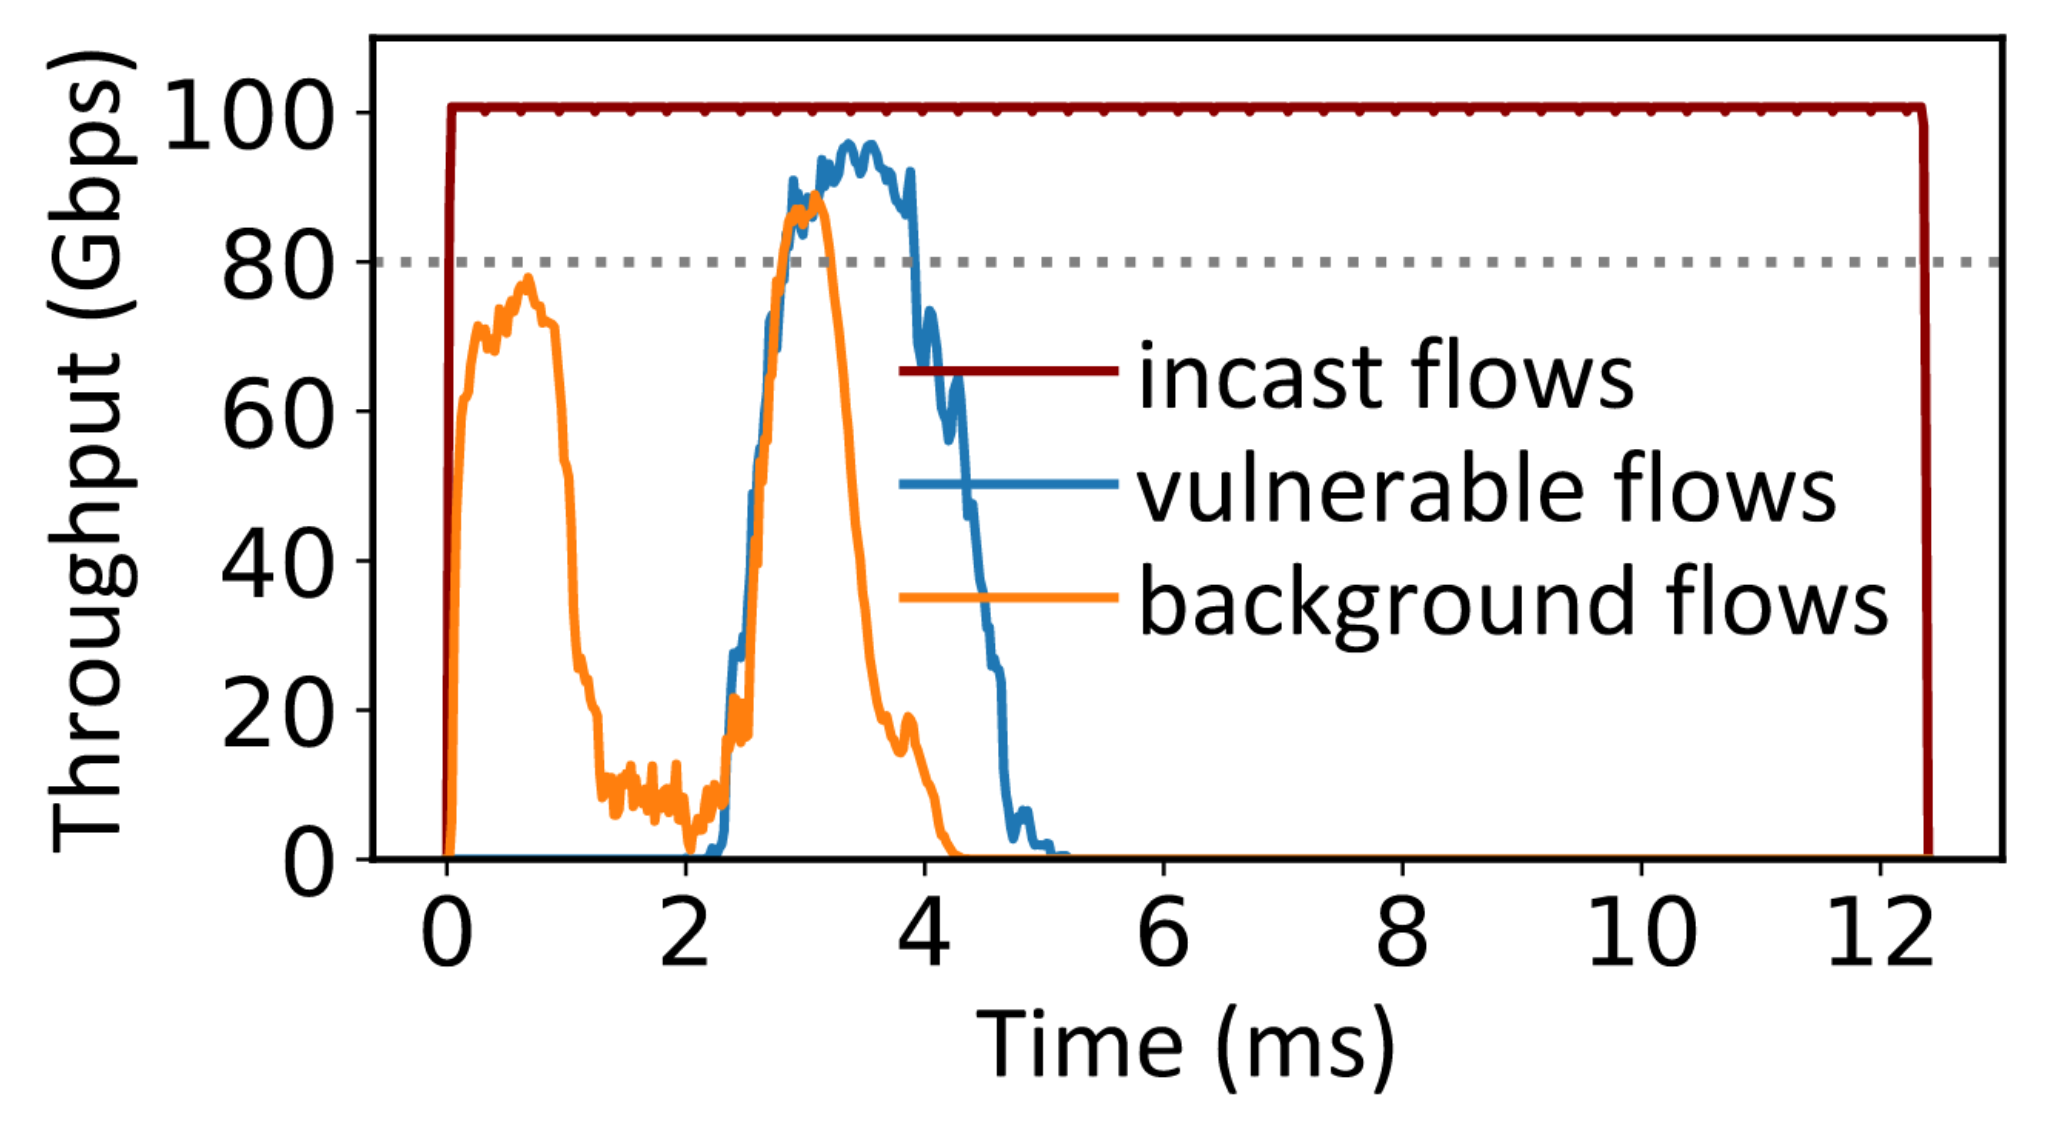 Throughput (Gbps)
100
80
60
40
20
0
incast flows
vulnerable flows
background flows
0 2 4 6 8 10 12
Time (ms)